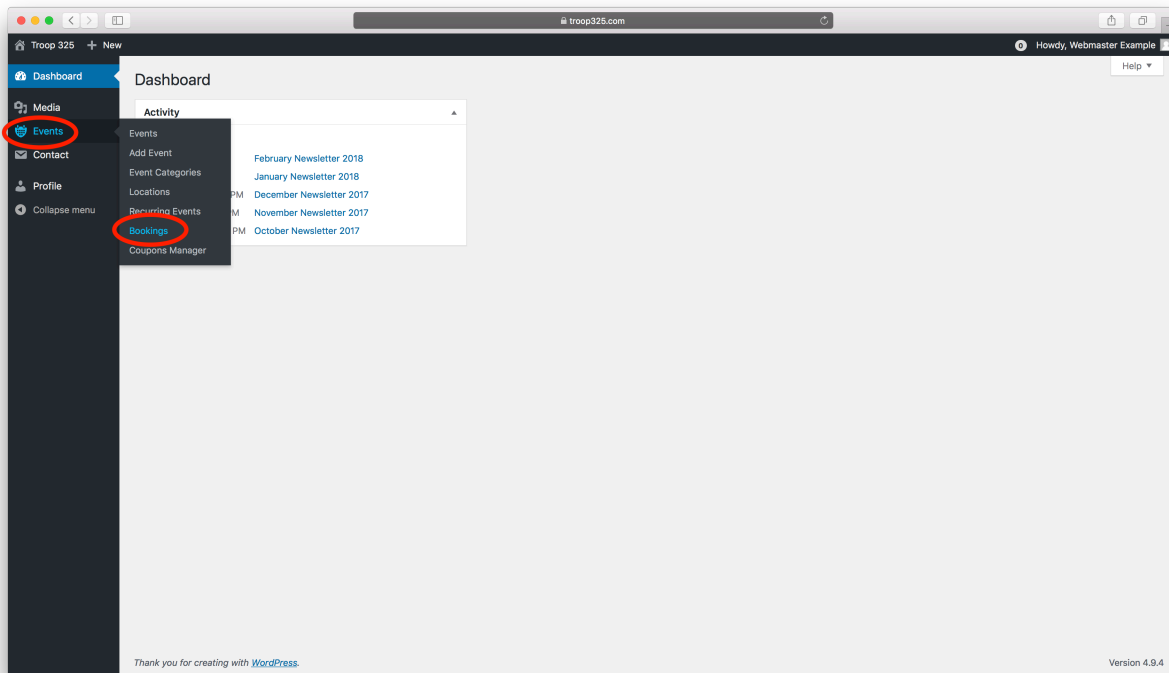 troop325.com
Troop 325 New
0 Howdy, Webmaster Example
Help
Dashboard
Media
Events
Contact
Profile
Collapse menu
Dashboard
Activity
Events
Add Event
Event Categories
Locations
Recurring Events
Bookings
Coupons Manager
February Newsletter 2018
January Newsletter 2018
PM December Newsletter 2017
M November Newsletter 2017
PM October Newsletter 2017
Thank you for creating with WordPress.
Version 4.9.4